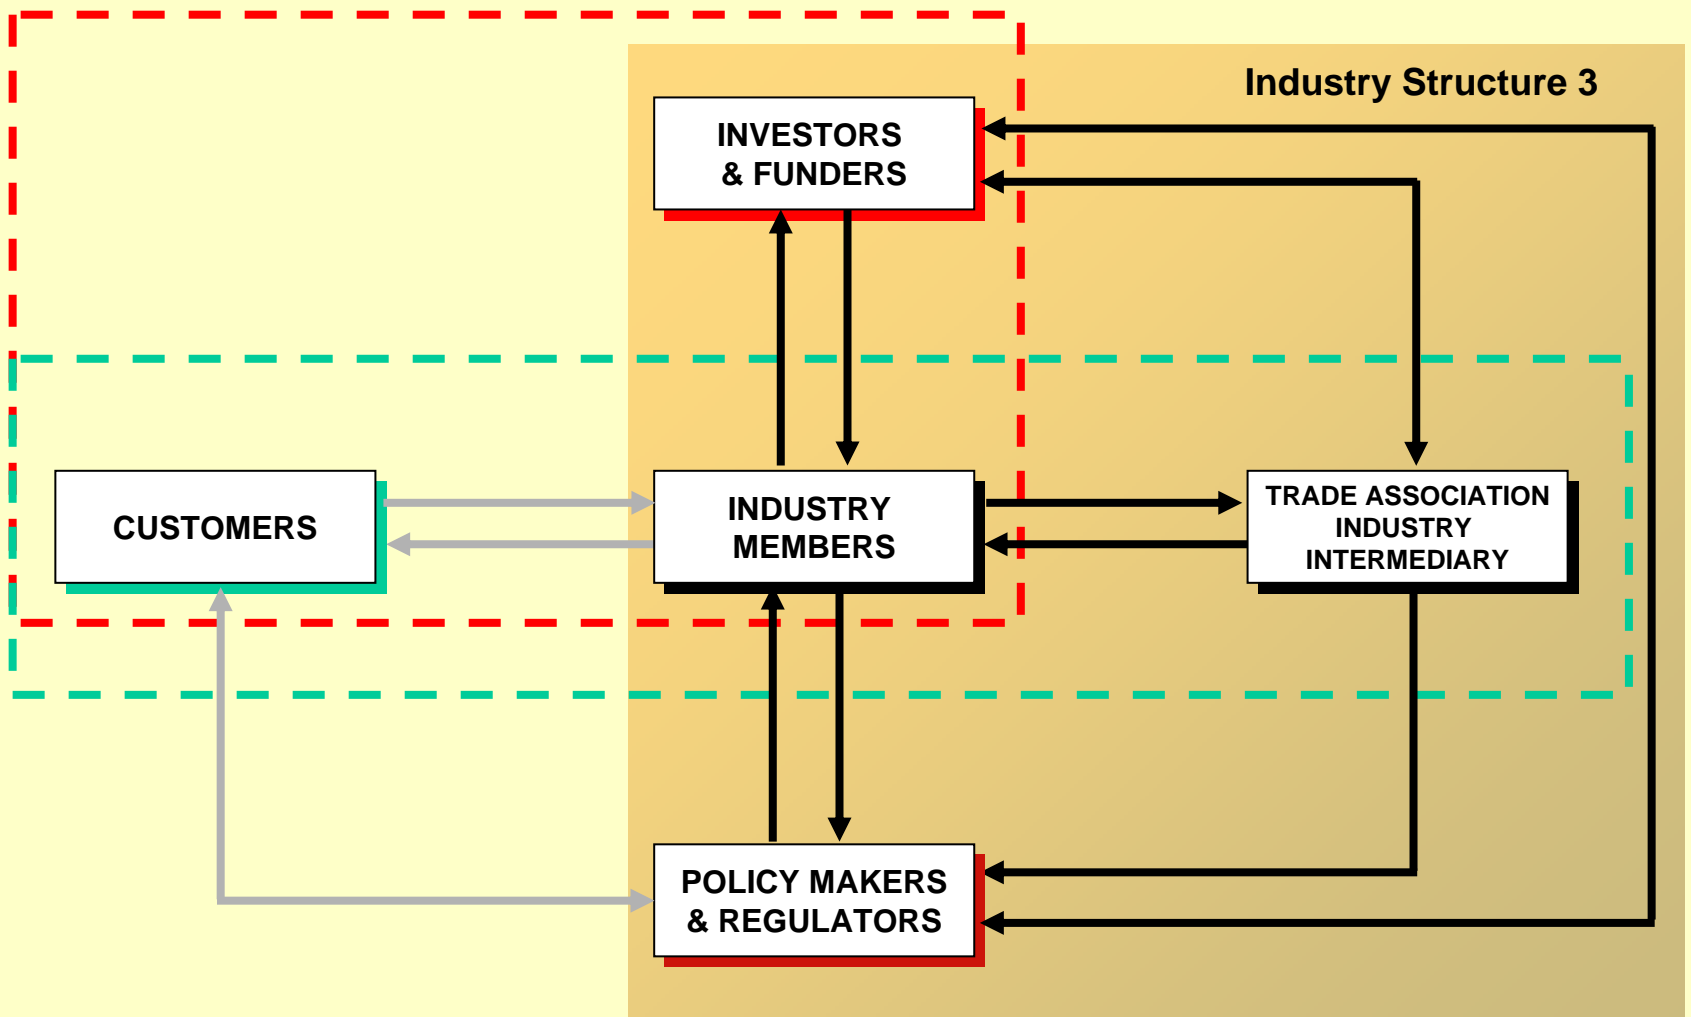 Industry Structure 3
INVESTORS
& FUNDERS
CUSTOMERS
INDUSTRY
MEMBERS
TRADE ASSOCIATION
INDUSTRY
INTERMEDIARY
POLICY MAKERS
& REGULATORS